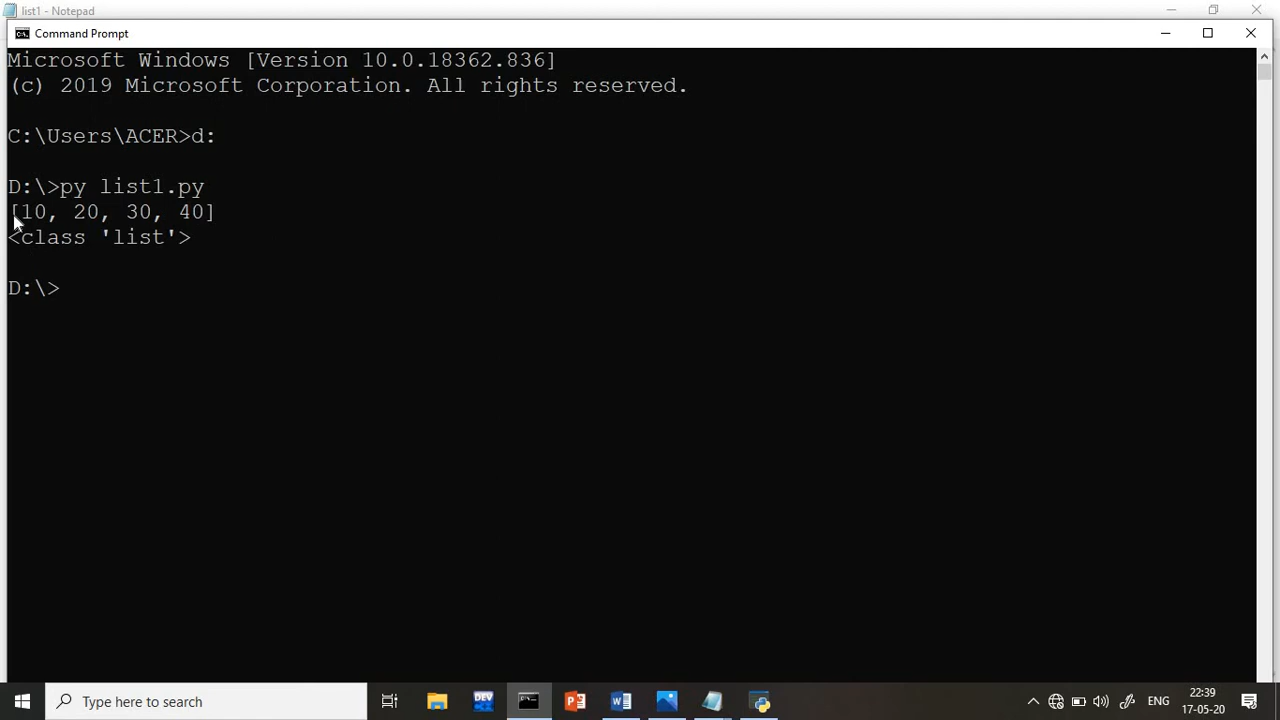 list1 - Notepad
Command Prompt
Microsoft Windows [Version 10.0.18362.836]
(c) 2019 Microsoft Corporation. All rights reserved.
C:\Users\ACER>d:
D:\>py list1.py
[10, 20, 30, 40]
<class 'list'>
D:\>
Type here to search
DEV
ENG
22:39
17-05-20